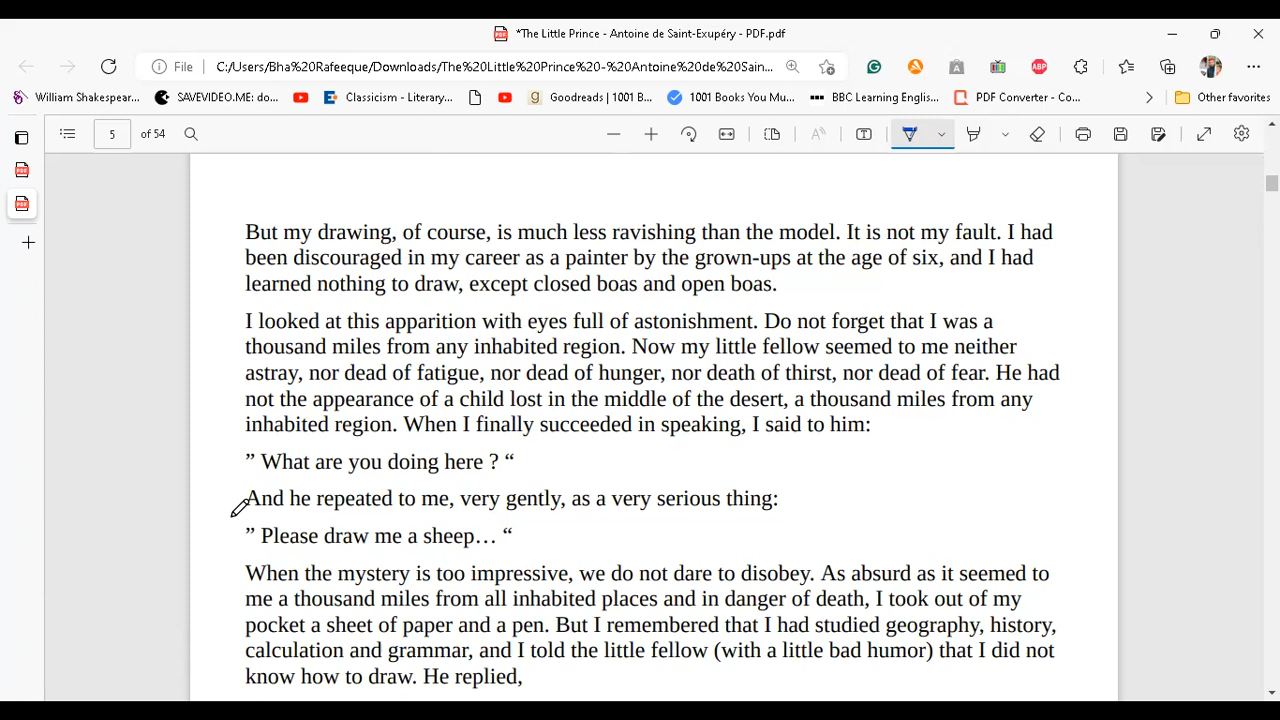 *The Little Prince - Antoine de Saint-Exupéry - PDF.pdf
File C:/Users/Bha%20Rafeeque/Downloads/The%20Little%20Prince%20-%20Antoine%20de%20Sain...
William Shakespear... SAVEVIDEO.ME: do... Classicism - Literary... Goodreads | 1001 B... 1001 Books You Mu... BBC Learning Englis... PDF Converter - Co... Other favorites
5 of 54
But my drawing, of course, is much less ravishing than the model. It is not my fault. I had
been discouraged in my career as a painter by the grown-ups at the age of six, and I had
learned nothing to draw, except closed boas and open boas.
I looked at this apparition with eyes full of astonishment. Do not forget that I was a
thousand miles from any inhabited region. Now my little fellow seemed to me neither
astray, nor dead of fatigue, nor dead of hunger, nor death of thirst, nor dead of fear. He had
not the appearance of a child lost in the middle of the desert, a thousand miles from any
inhabited region. When I finally succeeded in speaking, I said to him:
” What are you doing here ? “
And he repeated to me, very gently, as a very serious thing:
” Please draw me a sheep… “
When the mystery is too impressive, we do not dare to disobey. As absurd as it seemed to
me a thousand miles from all inhabited places and in danger of death, I took out of my
pocket a sheet of paper and a pen. But I remembered that I had studied geography, history,
calculation and grammar, and I told the little fellow (with a little bad humor) that I did not
know how to draw. He replied,